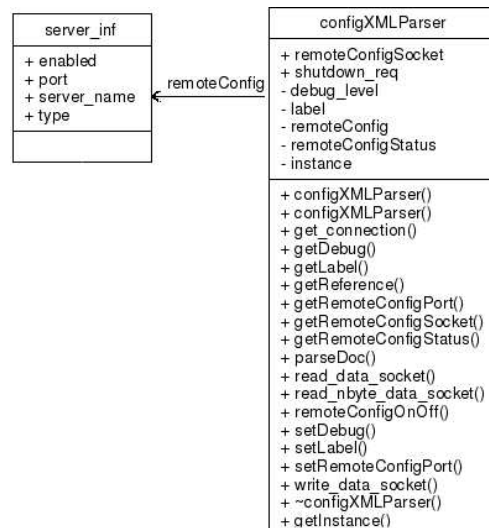 server_inf
+ enabled
+ port
+ server_name
+ type
remoteConfig
configXMLParser
+ remoteConfigSocket
+ shutdown_req
- debug_level
- label
- remoteConfig
- remoteConfigStatus
- instance
+ configXMLParser()
+ configXMLParser()
+ get_connection()
+ getDebug()
+ getLabel()
+ getReference()
+ getRemoteConfigPort()
+ getRemoteConfigSocket()
+ getRemoteConfigStatus()
+ parseDoc()
+ read_data_socket()
+ read_nbyte_data_socket()
+ remoteConfigOnOff()
+ setDebug()
+ setLabel()
+ setRemoteConfigPort()
+ write_data_socket()
+ ~configXMLParser()
+ getInstance()